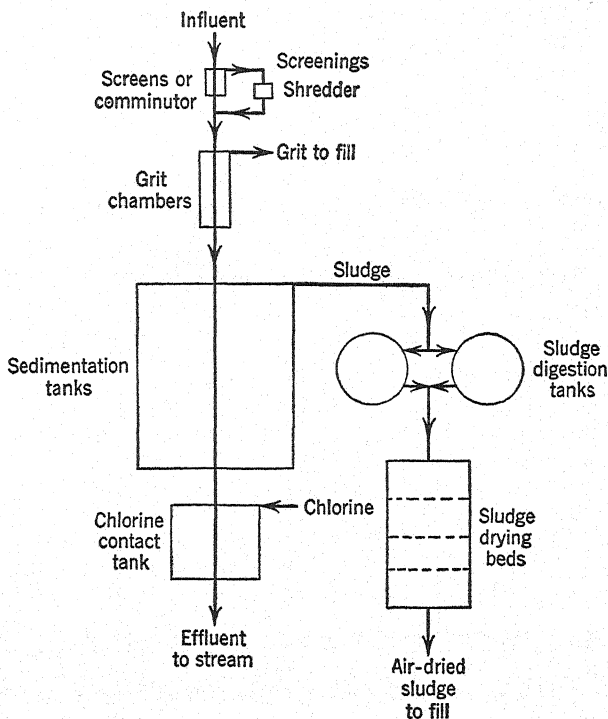 Influent
Screenings
Screens or
comminutor
Shredder
Grit to fill
Grit
chambers
Sludge
Sedimentation
tanks
Sludge
digestion
tanks
Chlorine
Chlorine
contact
tank
Sludge
drying
beds
Effluent
to stream
Air-dried
sludge
to fill